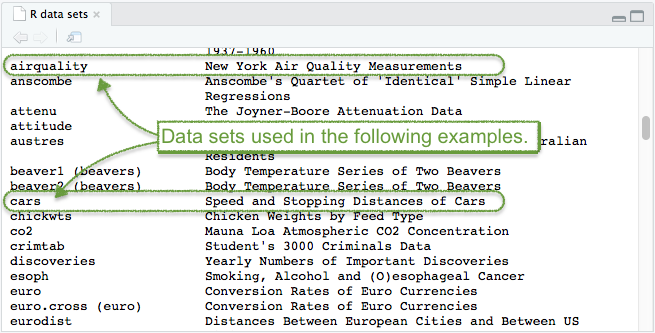 R data sets
1937-1960
airquality New York Air Quality Measurements
anscombe Anscombe's Quartet of 'Identical' Simple Linear
Regressions
attenu The Joyner-Boore Attenuation Data
attitude
Data sets used in the following examples.
austres ralian
Residents
beaver1 (beavers) Body Temperature Series of Two Beavers
beaver2 (beavers) Body Temperature Series of Two Beavers
cars Speed and Stopping Distances of Cars
chickwts Chicken Weights by Feed Type
co2 Mauna Loa Atmospheric CO2 Concentration
crimtab Student's 3000 Criminals Data
discoveries Yearly Numbers of Important Discoveries
esoph Smoking, Alcohol and (O)esophageal Cancer
euro Conversion Rates of Euro Currencies
euro.cross (euro) Conversion Rates of Euro Currencies
eurodist Distances Between European Cities and Between US